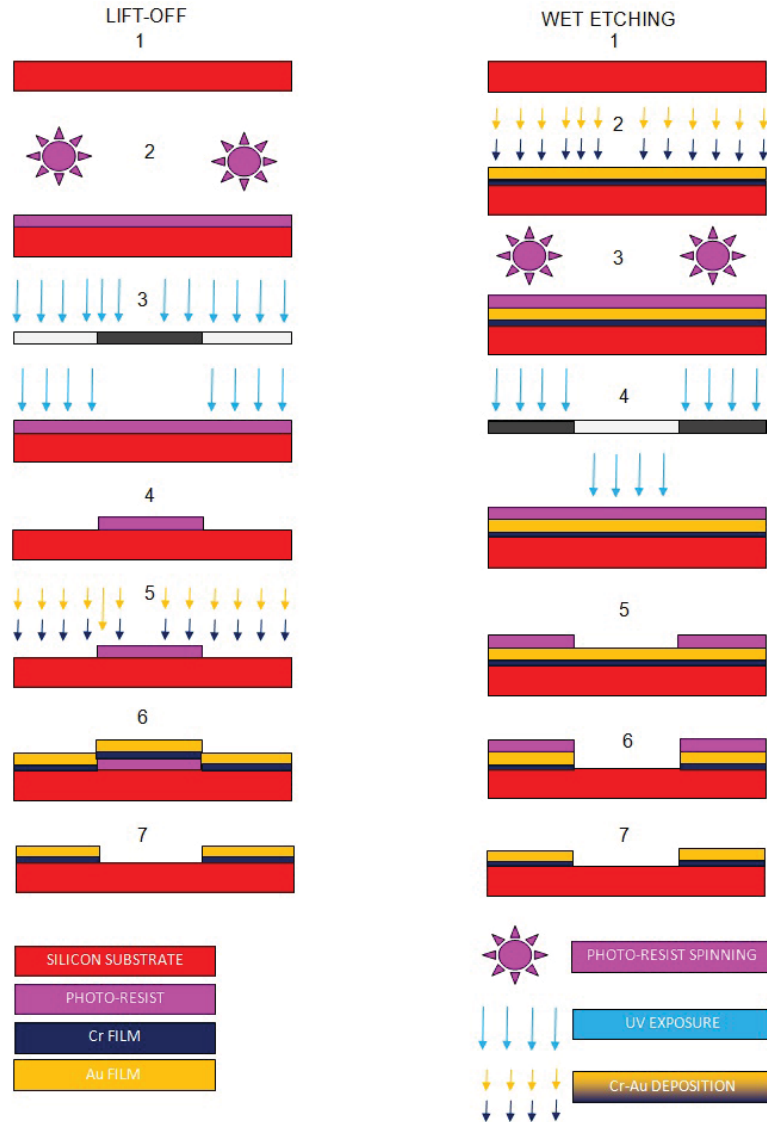 LIFT-OFF
1
2
3
4
5
6
7
SILICON SUBSTRATE
PHOTO-RESIST
Cr FILM
Au FILM
WET ETCHING
1
2
3
4
5
6
7
PHOTO-RESIST SPINNING
UV EXPOSURE
Cr-Au DEPOSITION